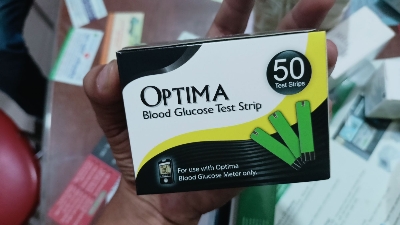 50
Test Strips
OPTIMA
Blood Glucose Test Strip
For use with Optima
Blood Glucose Meter only.